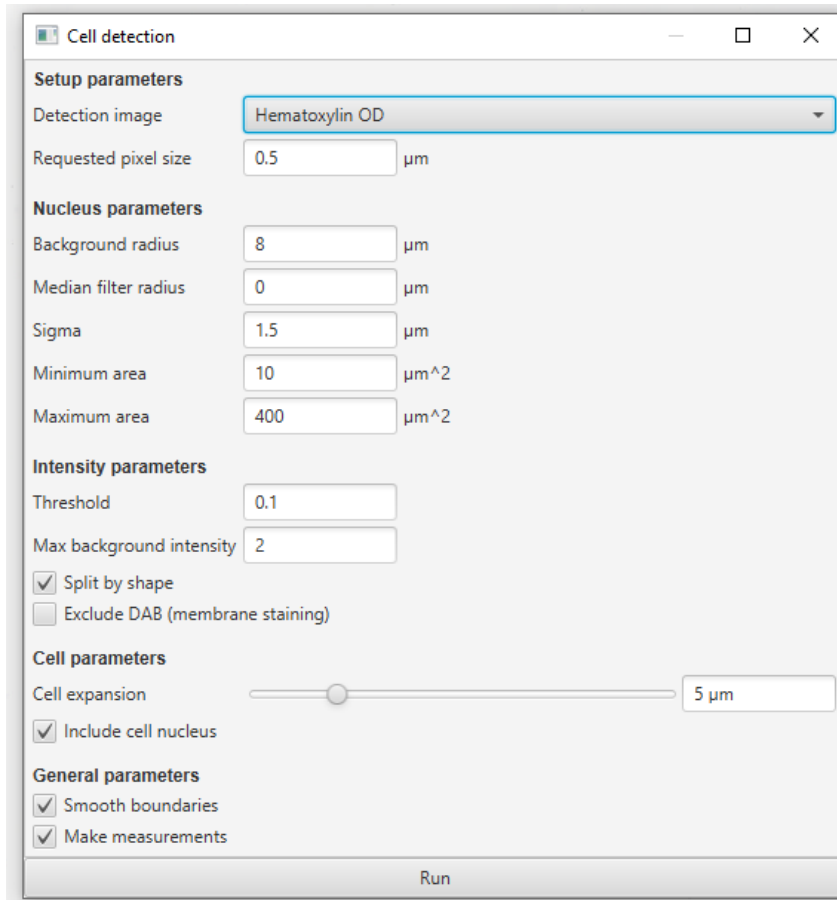 Cell detection
Setup parameters
Detection image Hematoxylin OD
Requested pixel size 0.5 µm
Nucleus parameters
Background radius 8 µm
Median filter radius 0 µm
Sigma 1.5 µm
Minimum area 10 µm^2
Maximum area 400 µm^2
Intensity parameters
Threshold 0.1
Max background intensity 2
Split by shape
Exclude DAB (membrane staining)
Cell parameters
Cell expansion 5 µm
Include cell nucleus
General parameters
Smooth boundaries
Make measurements
Run